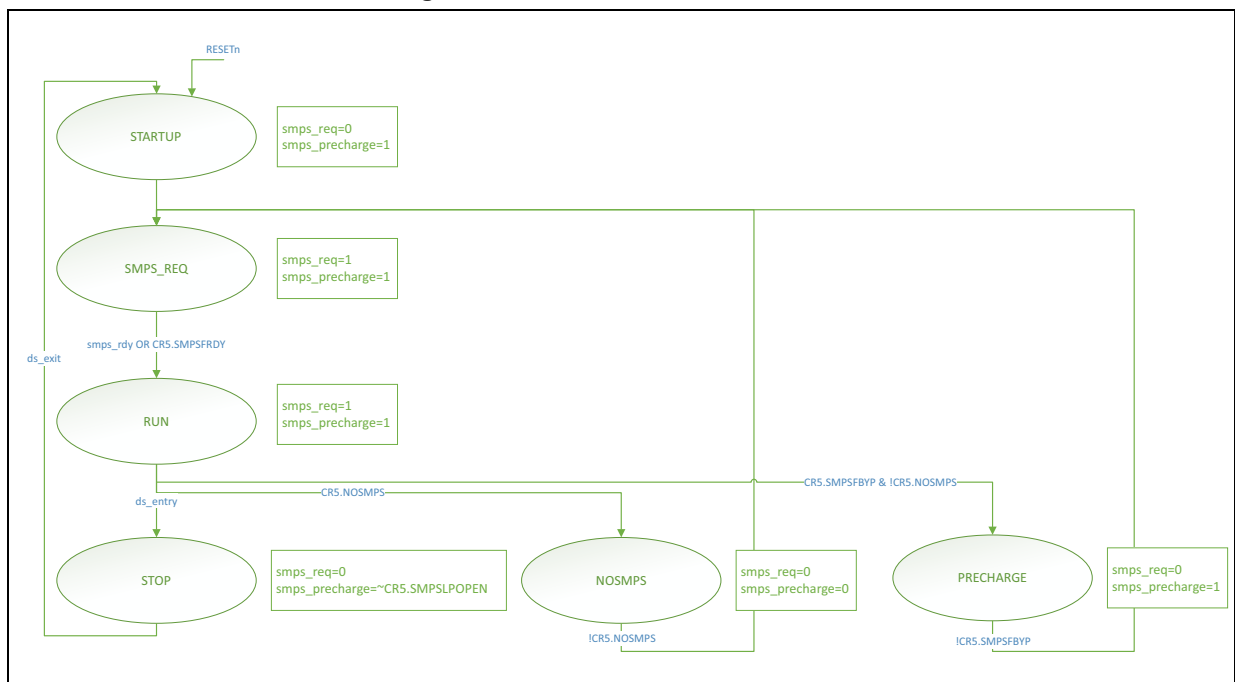 RESETn
STARTUP
smps_req=0
smps_precharge=1
SMPS_REQ
smps_req=1
smps_precharge=1
smps_rdy OR CR5.SMPSFRDY
ds_exit
RUN
smps_req=1
smps_precharge=1
CR5.SMPSFBYP & !CR5.NOSMPS
CR5.NOSMPS
ds_entry
STOP
smps_req=0
smps_precharge=~CR5.SMPSLPOPEN
NOSMPS
smps_req=0
smps_precharge=0
PRECHARGE
smps_req=0
smps_precharge=1
!CR5.NOSMPS
!CR5.SMPSFBYP